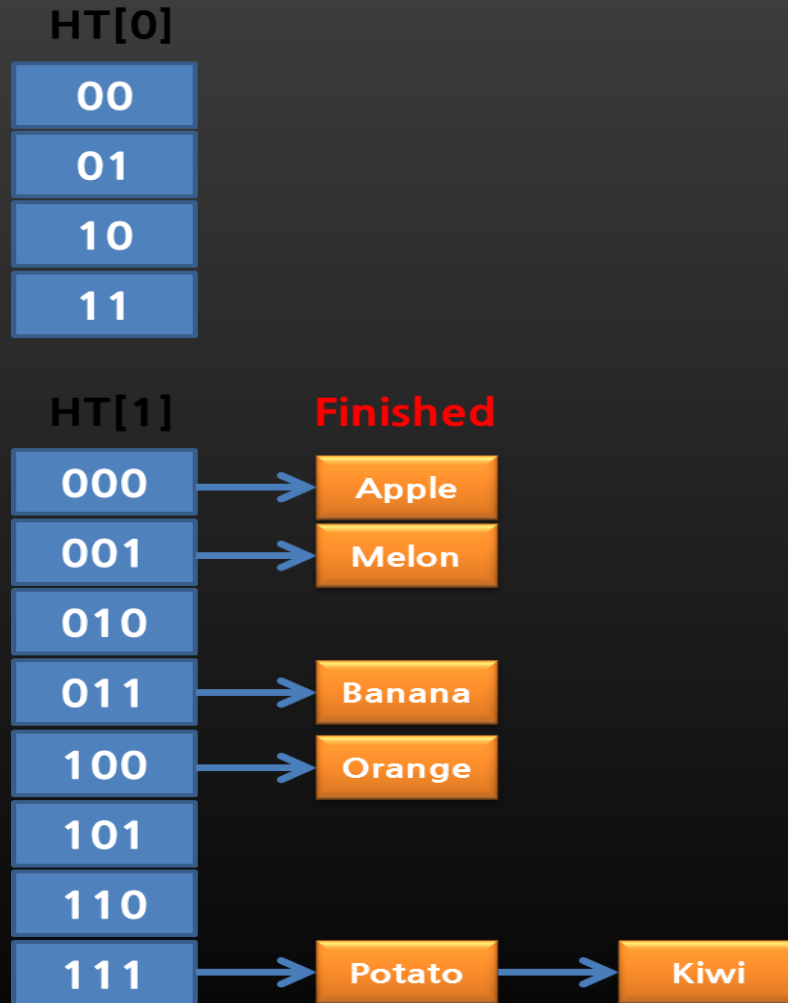 HT[0]
00
01
10
11
HT[1] Finished
000 Apple
001 Melon
010
011 Banana
100 Orange
101
110
111 Potato Kiwi